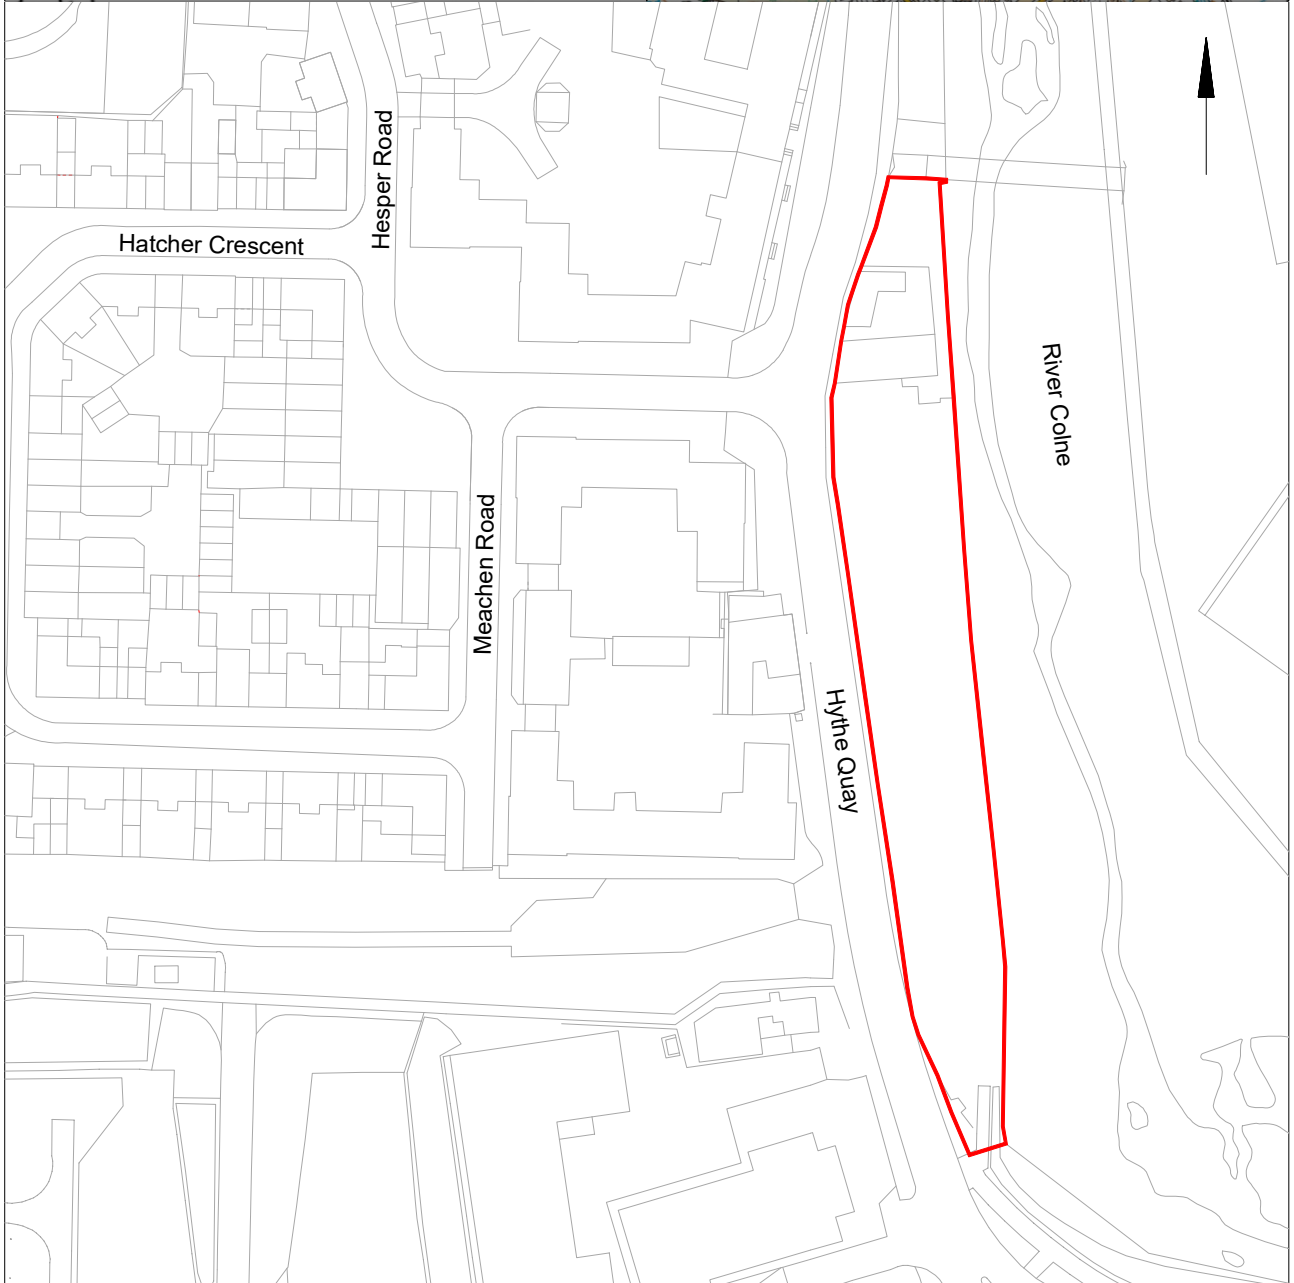 Hesper Road
Hatcher Crescent
River Colne
Meachen Road
Hythe Quay